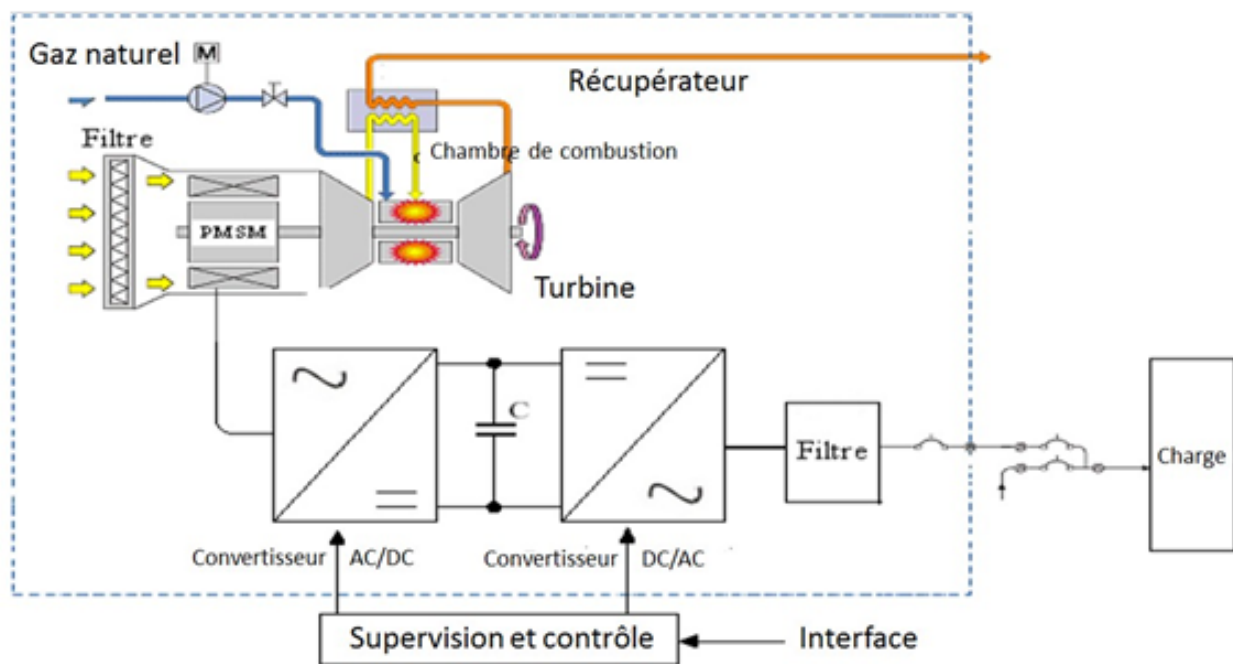 Gaz naturel
M
Récupérateur
Filtre
Chambre de combustion
PMSM
Turbine
C
Filtre
Charge
Convertisseur AC/DC
Convertisseur DC/AC
Supervision et contrôle
Interface